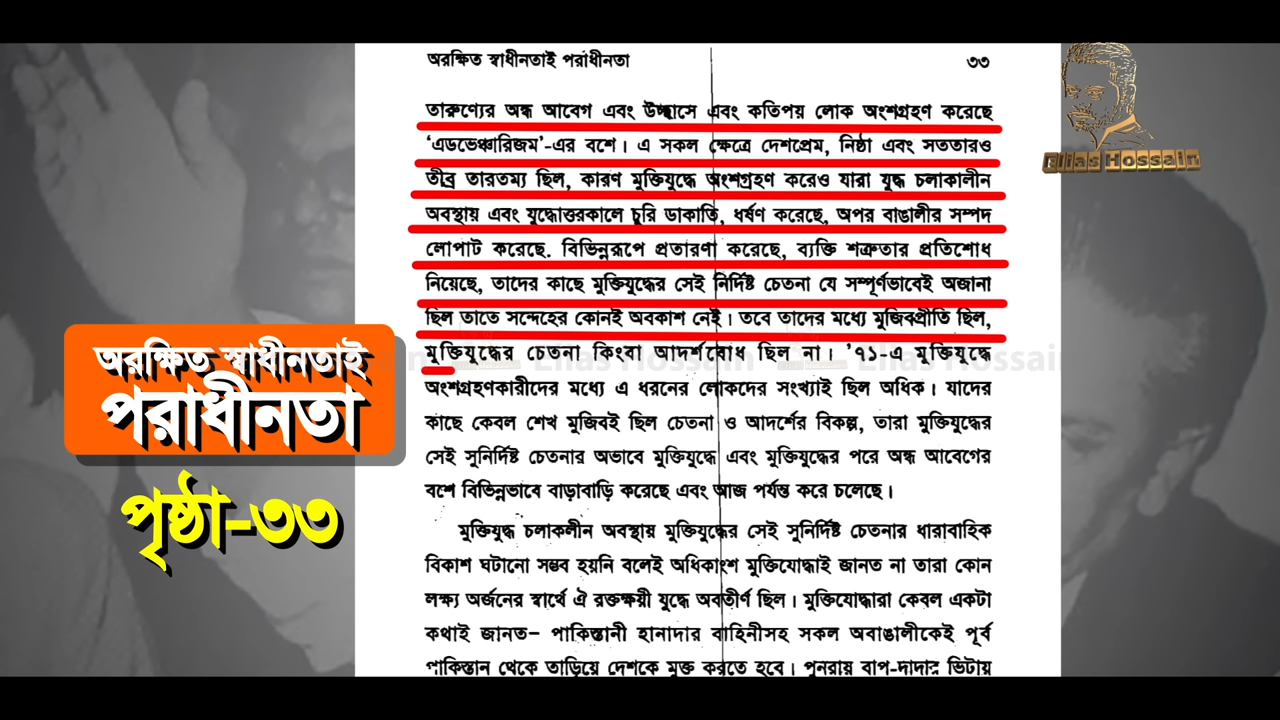 অরক্ষিত স্বাধীনতাই পরাধীনতা ৩৩
তারুণ্যের অন্ধ আবেগ এবং উচ্ছাসে এবং কতিপয় লোক অংশগ্রহণ করেছে
‘এডভেঞ্চারিজম’-এর বশে। এ সকল ক্ষেত্রে দেশপ্রেম, নিষ্ঠা এবং সততারও
তীব্র তারতম্য ছিল, কারণ মুক্তিযুদ্ধে অংশগ্রহণ করেও যারা যুদ্ধ চলাকালীন
অবস্থায় এবং যুদ্ধোত্তরকালে চুরি ডাকাতি, ধর্ষণ করেছে, অপর বাঙালীর সম্পদ
লোপাট করেছে. বিভিন্নরূপে প্রতারণা করেছে, ব্যক্তি শত্রুতার প্রতিশোধ
নিয়েছে, তাদের কাছে মুক্তিযুদ্ধের সেই নির্দিষ্ট চেতনা যে সম্পূর্ণভাবেই অজানা
ছিল তাতে সন্দেহের কোনই অবকাশ নেই। তবে তাদের মধ্যে মুজিবপ্রীতি ছিল,
মুক্তিযুদ্ধের চেতনা কিংবা আদর্শবোধ ছিল না। ’৭১-এ মুক্তিযুদ্ধে
অংশগ্রহণকারীদের মধ্যে এ ধরনের লোকদের সংখ্যাই ছিল অধিক। যাদের
কাছে কেবল শেখ মুজিবই ছিল চেতনা ও আদর্শের বিকল্প, তারা মুক্তিযুদ্ধের
সেই সুনির্দিষ্ট চেতনার অভাবে মুক্তিযুদ্ধে এবং মুক্তিযুদ্ধের পরে অন্ধ আবেগের
বশে বিভিন্নভাবে বাড়াবাড়ি করেছে এবং আজ পর্যন্ত করে চলেছে।
মুক্তিযুদ্ধ চলাকলীন অবস্থায় মুক্তিযুদ্ধের সেই সুনির্দিষ্ট চেতনার ধারাবাহিক
বিকাশ ঘটানো সম্ভব হয়নি বলেই অধিকাংশ মুক্তিযোদ্ধাই জানত না তারা কোন
লক্ষ্য অর্জনের স্বার্থে ঐ রক্তক্ষয়ী যুদ্ধে অবতীর্ণ ছিল। মুক্তিযোদ্ধারা কেবল একটা
কথাই জানত– পাকিস্তানী হানাদার বাহিনীসহ সকল অবাঙালীকেই পূর্ব
পাকিস্তান থেকে তাড়িয়ে দেশকে মুক্ত করতে হবে। পুনরায় বাপ-দাদার ভিটায়
অরক্ষিত স্বাধীনতাই
পরাধীনতা
পৃষ্ঠা-৩৩
Elias Hossain
Elias Hossain
Elias Hossain